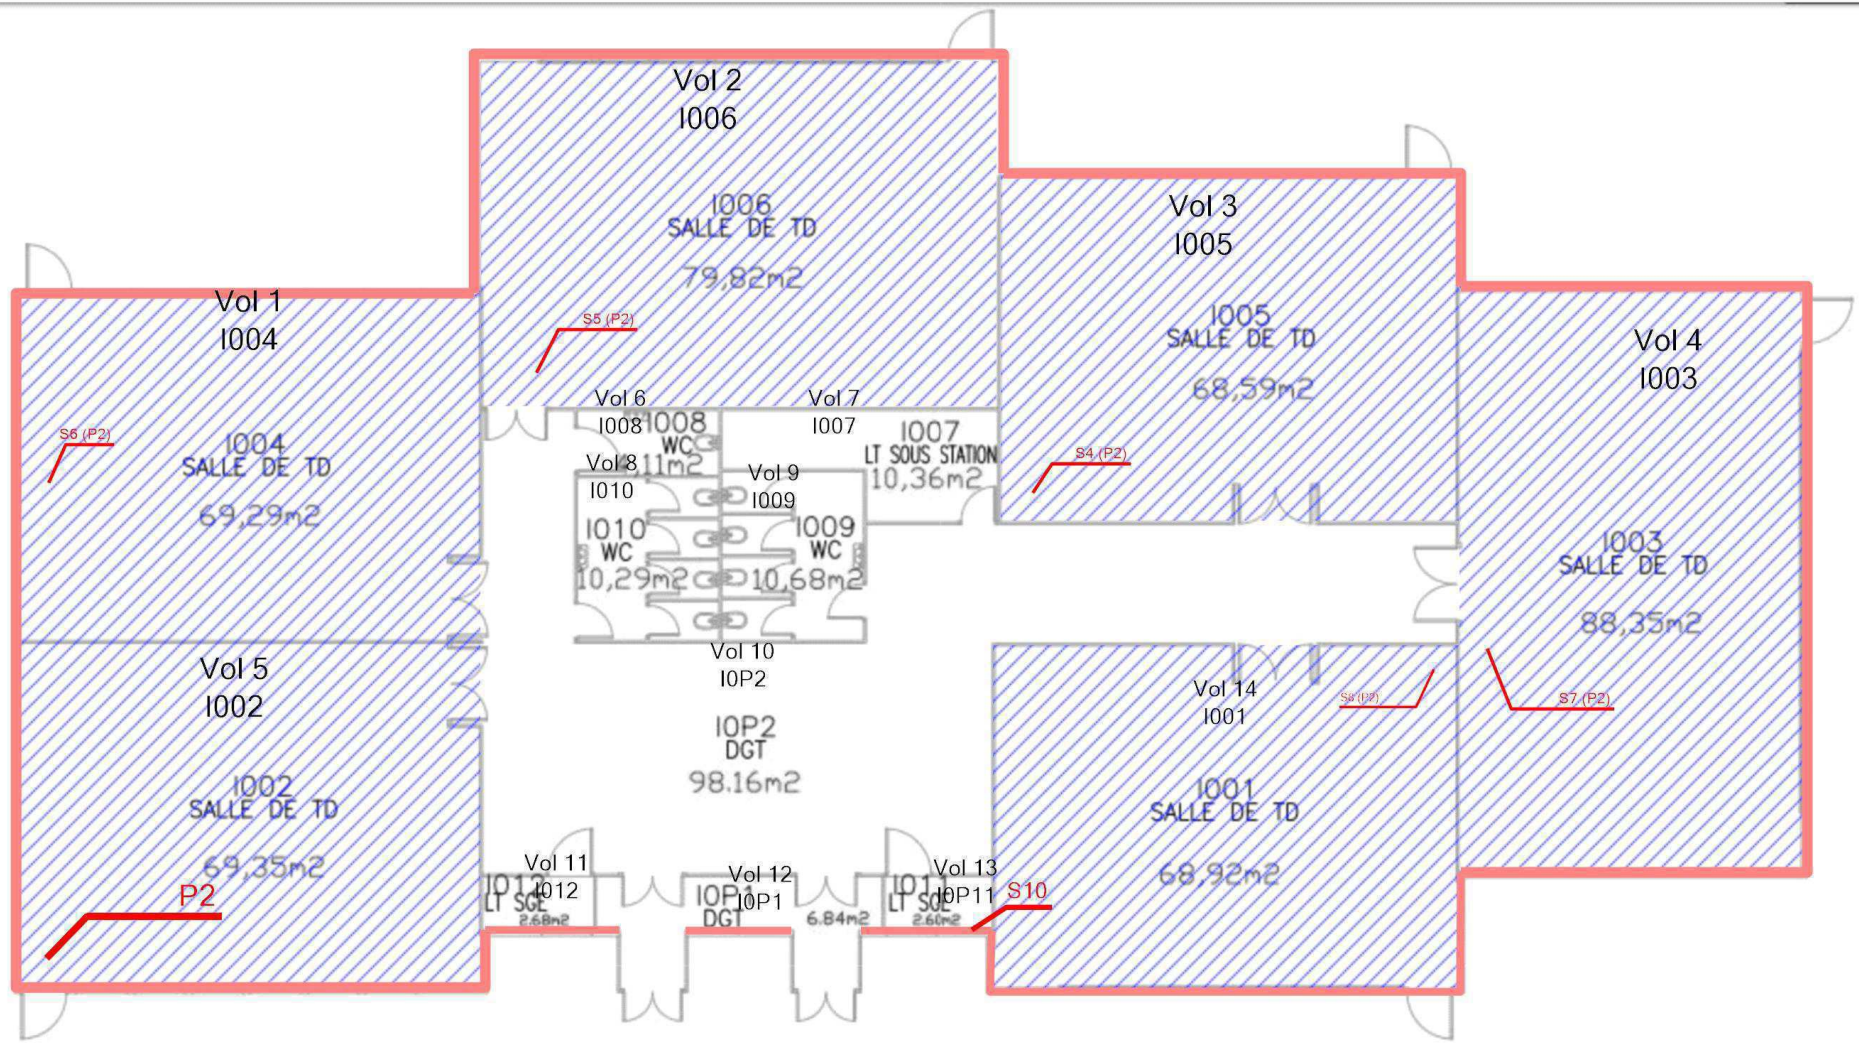 Vol 2
I006
I006
SALLE DE TD
79,82m2
S5 (P2)
Vol 3
I005
I005
SALLE DE TD
68,59m2
S4 (P2)
Vol 1
I004
I004
SALLE DE TD
69,29m2
S6 (P2)
Vol 4
I003
I003
SALLE DE TD
88,35m2
S7 (P2)
Vol 6
I008
I008
WC
,11m2
Vol 7
I007
I007
LT SOUS STATION
10,36m2
Vol 8
I010
I010
WC
10,29m2
Vol 9
I009
I009
WC
10,68m2
Vol 5
I002
I002
SALLE DE TD
69,35m2
P2
Vol 10
I0P2
I0P2
DGT
98.16m2
Vol 14
I001
I001
SALLE DE TD
68,92m2
Vol 11
I012
I012
LT SGE
2.68m2
Vol 12
I0P1
I0P1
DGT
6.84m2
Vol 13
I0P11
2.60m2
S10